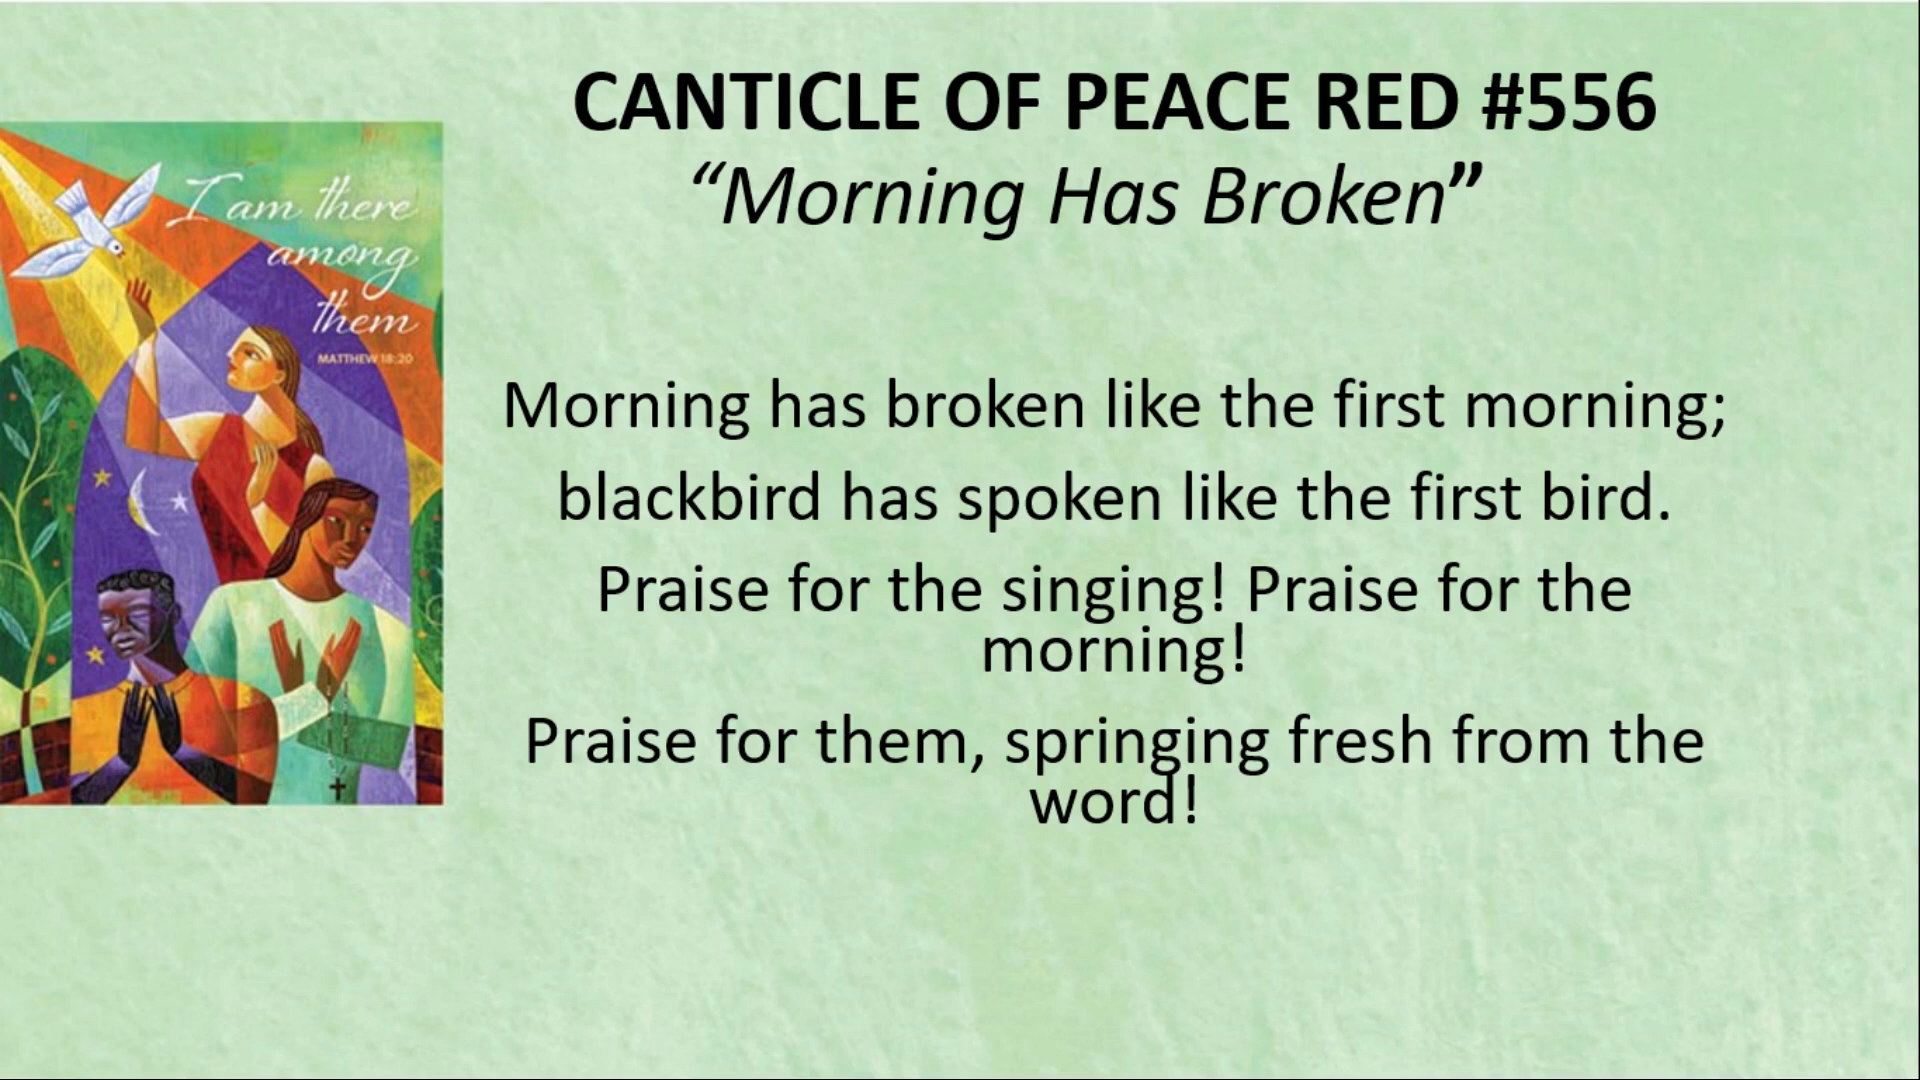 CANTICLE OF PEACE RED #556
“Morning Has Broken”
I am there
among
them
MATTHEW 18:20
Morning has broken like the first morning;
blackbird has spoken like the first bird.
Praise for the singing! Praise for the
morning!
Praise for them, springing fresh from the
word!